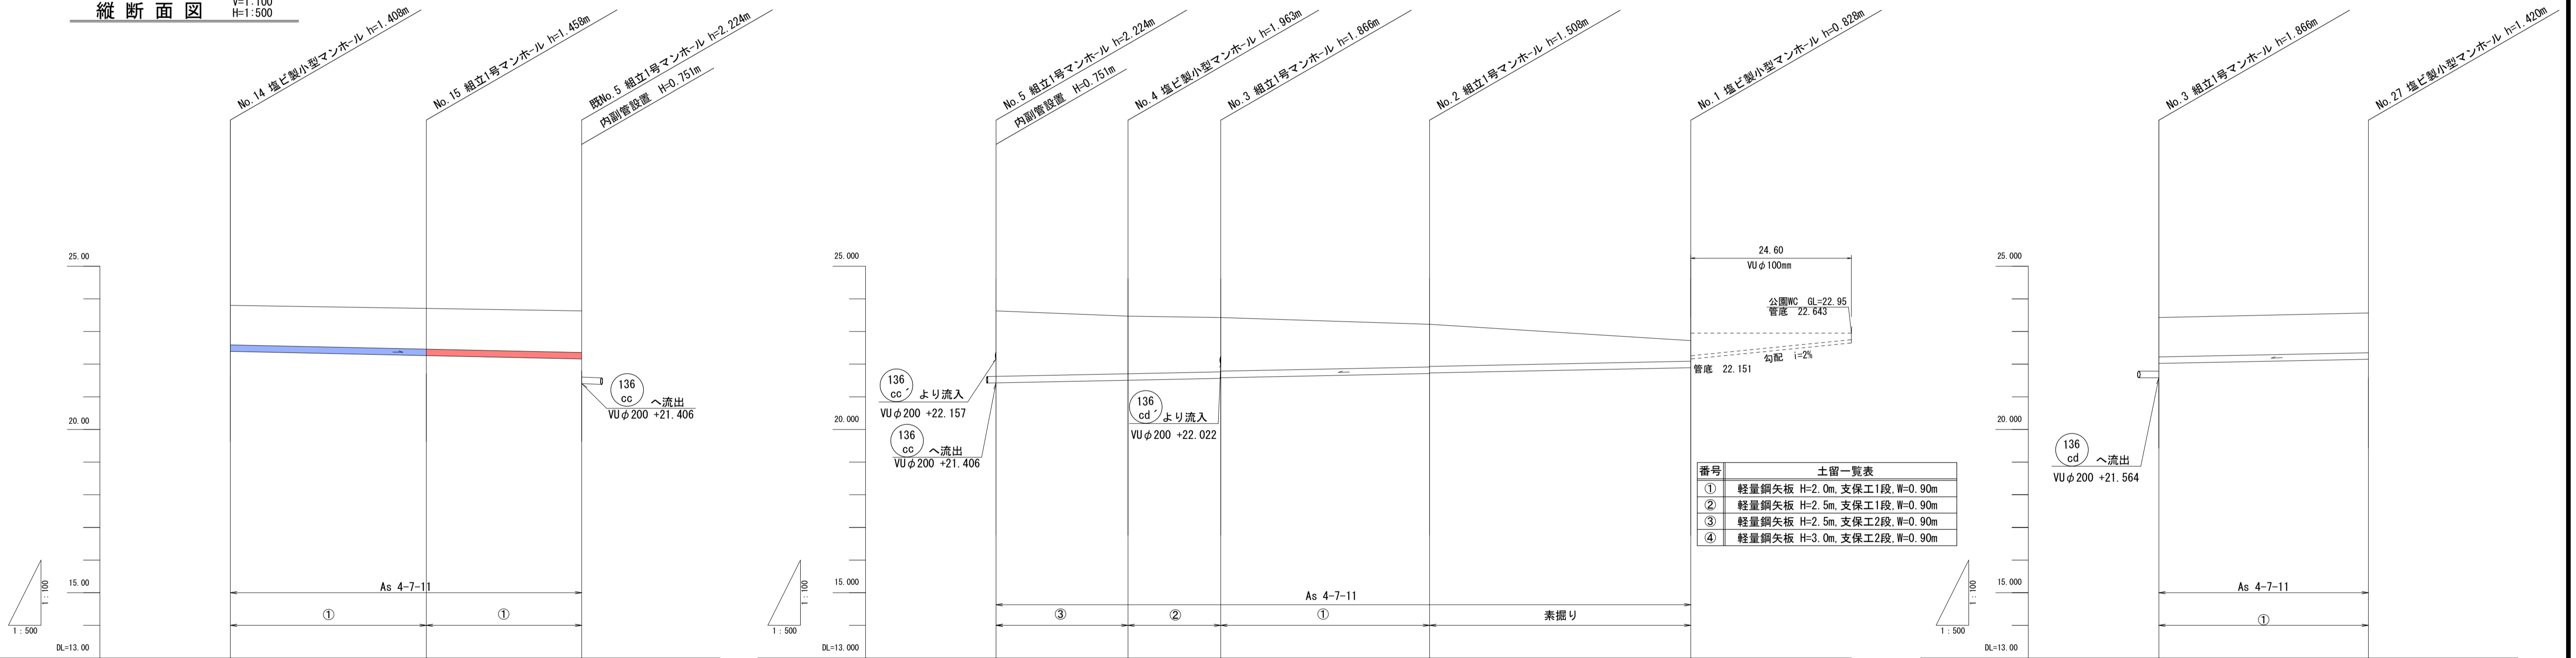 縦断面図
V=1:100
H=1:500
No.14 塩ビ製小型マンホール h=1.408m
No.15 組立1号マンホール h=1.458m
既No.5 組立1号マンホール h=2.224m
内副管設置 H=0.751m
25.00
20.00
15.00
DL=13.00
1:100
1:500
136
cc
へ流出
VUφ200 +21.406
As 4-7-11
①
①
No.5 組立1号マンホール h=2.224m
内副管設置 H=0.751m
No.4 塩ビ製小型マンホール h=1.963m
No.3 組立1号マンホール h=1.866m
No.2 組立1号マンホール h=1.508m
No.1 塩ビ製小型マンホール h=0.828m
25.000
20.000
15.000
DL=13.000
1:100
1:500
136
cc´
より流入
VUφ200 +22.157
136
cc
へ流出
VUφ200 +21.406
136
cd´
より流入
VUφ200 +22.022
24.60
VUφ100mm
公園WC GL=22.95
管底 22.643
勾配 i=2%
管底 22.151
As 4-7-11
③
②
①
素掘り
番号 土留一覧表
① 軽量鋼矢板 H=2.0m,支保工1段,W=0.90m
② 軽量鋼矢板 H=2.5m,支保工1段,W=0.90m
③ 軽量鋼矢板 H=2.5m,支保工2段,W=0.90m
④ 軽量鋼矢板 H=3.0m,支保工2段,W=0.90m
No.3 組立1号マンホール h=1.866m
No.27 塩ビ製小型マンホール h=1.420m
25.000
20.000
15.000
DL=13.00
1:100
1:500
136
cd
へ流出
VUφ200 +21.564
As 4-7-11
①